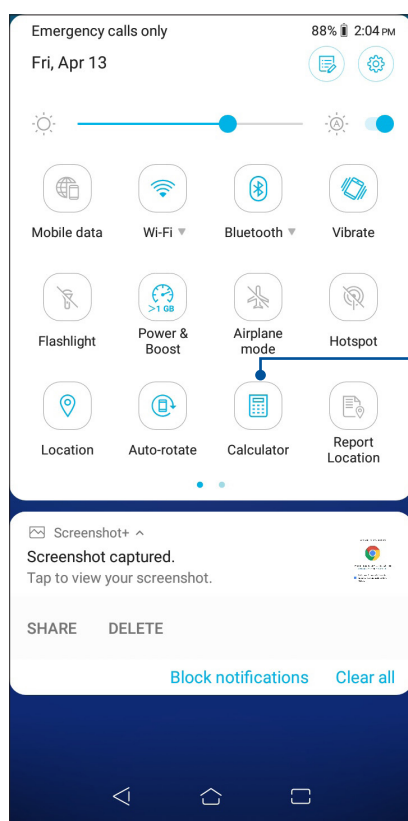 Emergency calls only 88% 2:04 PM
Fri, Apr 13
A
Mobile data Wi-Fi Bluetooth Vibrate
>1 GB
Flashlight Power & Boost Airplane mode Hotspot
Location Auto-rotate Calculator Report Location
Screenshot+
Screenshot captured.
Tap to view your screenshot.
SHARE DELETE
Block notifications Clear all